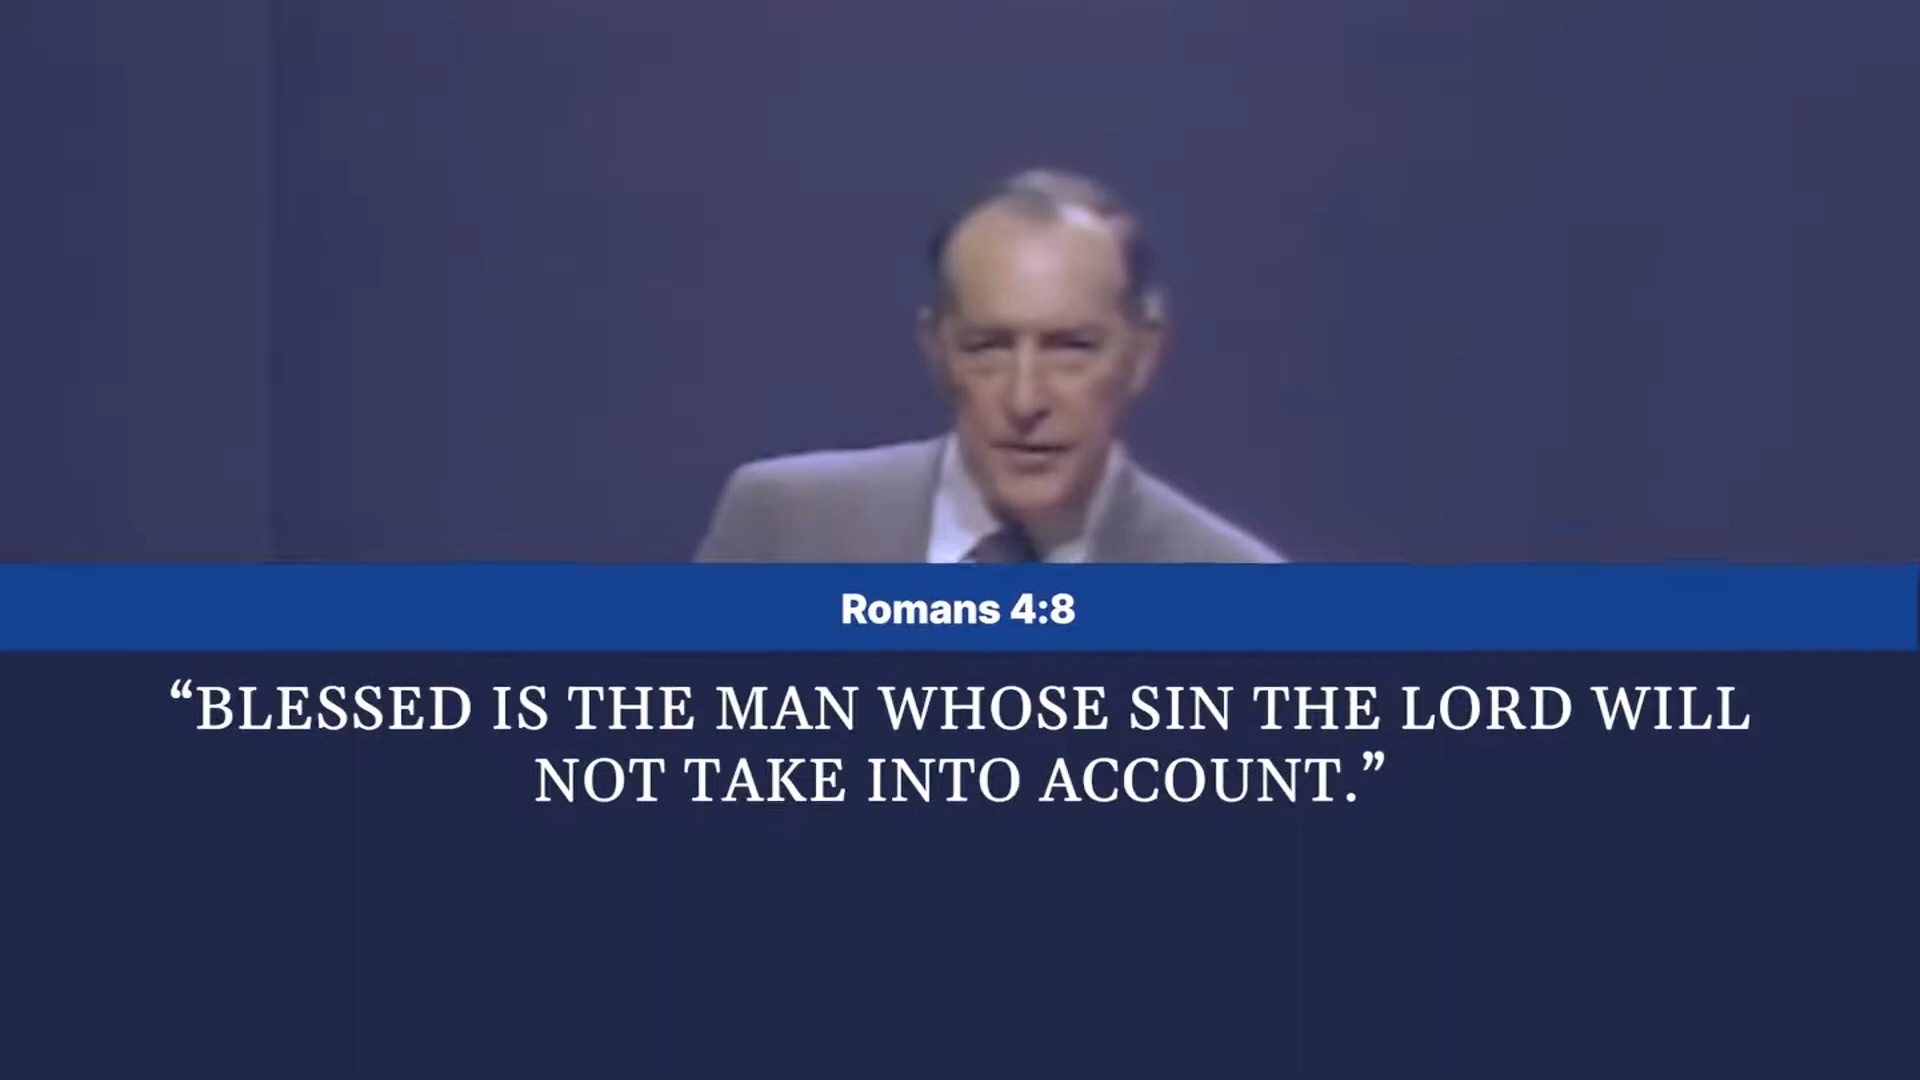 Romans 4:8
“BLESSED IS THE MAN WHOSE SIN THE LORD WILL
NOT TAKE INTO ACCOUNT.”